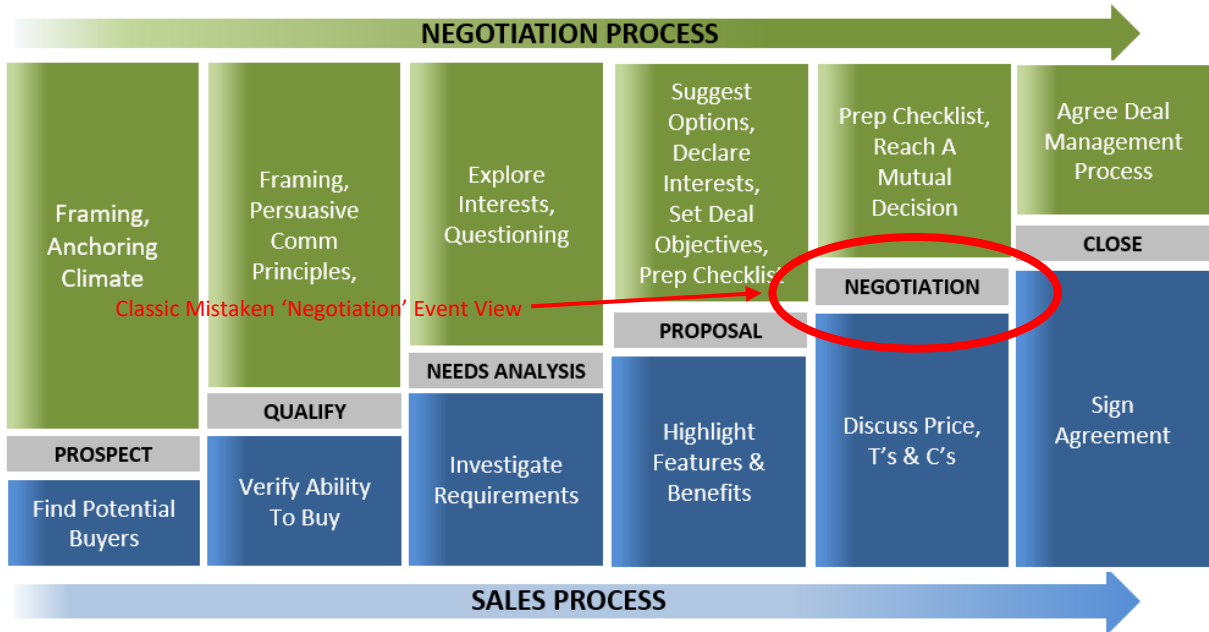 NEGOTIATION PROCESS
Framing,
Anchoring
Climate
PROSPECT
Find Potential
Buyers
Framing,
Persuasive
Comm
Principles,
QUALIFY
Verify Ability
To Buy
Explore
Interests,
Questioning
NEEDS ANALYSIS
Investigate
Requirements
Suggest
Options,
Declare
Interests,
Set Deal
Objectives,
Prep Checklist
PROPOSAL
Highlight
Features &
Benefits
Prep Checklist,
Reach A
Mutual
Decision
NEGOTIATION
Discuss Price,
T's & C's
Agree Deal
Management
Process
CLOSE
Sign
Agreement
Classic Mistaken ‘Negotiation’ Event View
SALES PROCESS